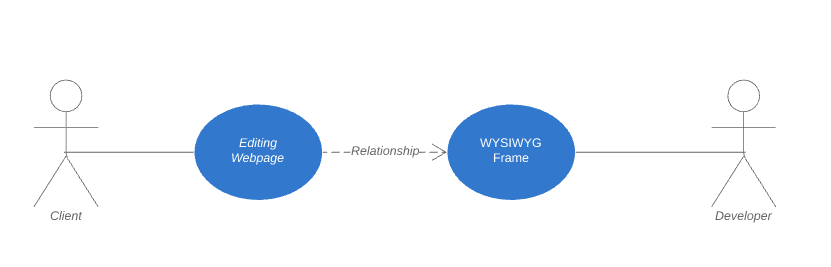 Editing
Webpage
Relationship
WYSIWYG
Frame
Client
Developer